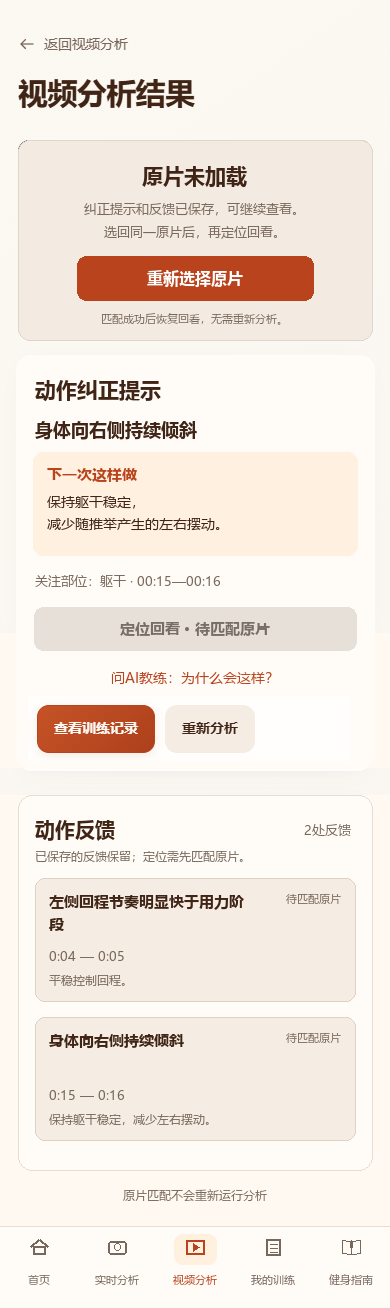 ← 返回视频分析
视频分析结果
原片未加载
纠正提示和反馈已保存，可继续查看。
选回同一原片后，再定位回看。
重新选择原片
匹配成功后恢复回看，无需重新分析。
动作纠正提示
身体向右侧持续倾斜
下一次这样做
保持躯干稳定，
减少随推举产生的左右摆动。
关注部位：躯干 · 00:15—00:16
定位回看 • 待匹配原片
问AI教练：为什么会这样？
查看训练记录 重新分析
动作反馈 2处反馈
已保存的反馈保留；定位需先匹配原片。
左侧回程节奏明显快于用力阶 待匹配原片
段
0:04 — 0:05
平稳控制回程。
身体向右侧持续倾斜 待匹配原片
0:15 — 0:16
保持躯干稳定，减少左右摆动。
原片匹配不会重新运行分析
首页 实时分析 视频分析 我的训练 健身指南